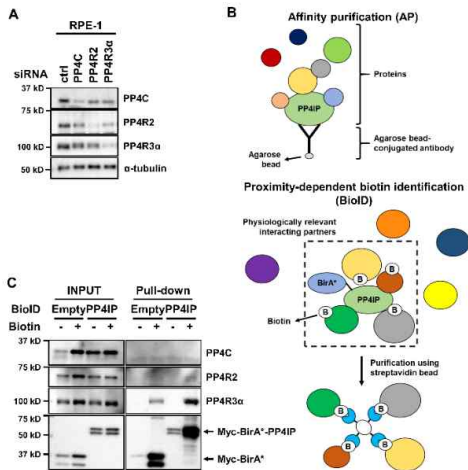 A
RPE-1
siRNA
ctrl
PP4C
PP4R2
PP4R3α
37 kD
PP4C
75 kD
PP4R2
100 kD
PP4R3α
50 kD
α-tubulin
B
Affinity purification (AP)
Proteins
PP4IP
Agarose bead-
conjugated antibody
Agarose
bead
Proximity-dependent biotin identification
(BioID)
Physiologically relevant
interacting partners
B
B
BirA*
PP4IP
Biotin
B
B
Purification using
streptavidin bead
B
B
B
B
C
INPUT
Pull-down
BioID
Empty
PP4IP
Empty
PP4IP
Biotin
- + - + - + - +
37 kD
PP4C
75 kD
PP4R2
100 kD
PP4R3α
75 kD
50 kD
Myc-BirA*-PP4IP
37 kD
Myc-BirA*